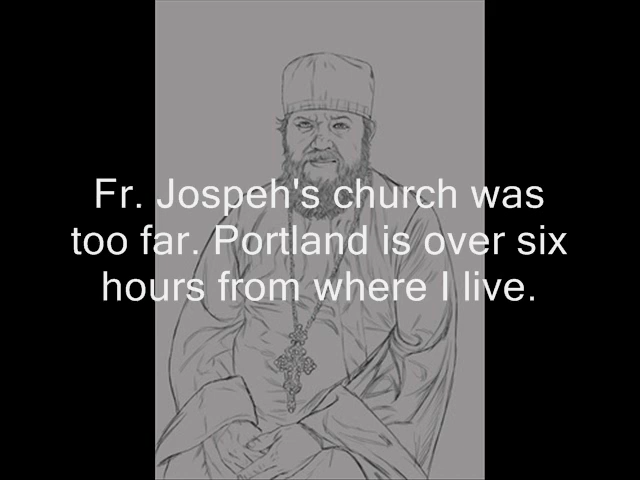 Fr. Jospeh's church was
too far. Portland is over six
hours from where I live.